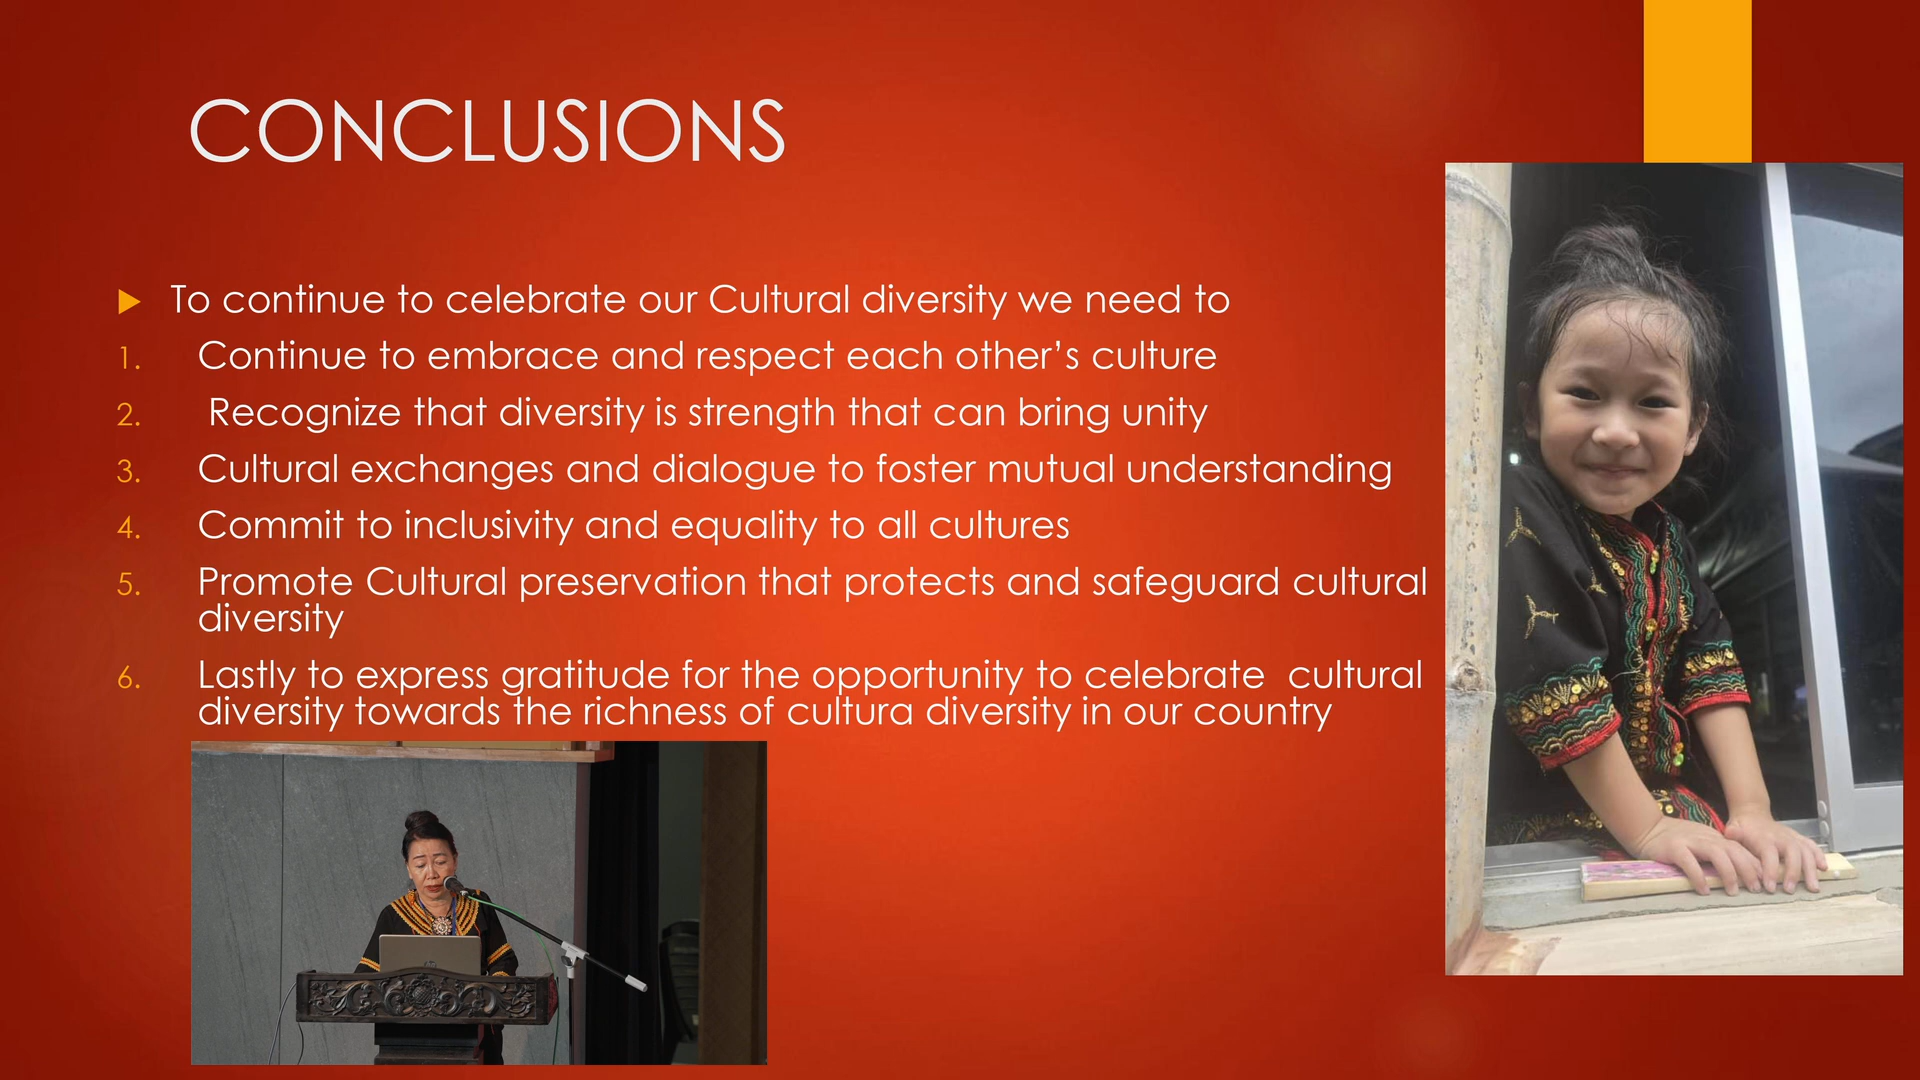 CONCLUSIONS
To continue to celebrate our Cultural diversity we need to
1. Continue to embrace and respect each other’s culture
2. Recognize that diversity is strength that can bring unity
3. Cultural exchanges and dialogue to foster mutual understanding
4. Commit to inclusivity and equality to all cultures
5. Promote Cultural preservation that protects and safeguard cultural
diversity
6. Lastly to express gratitude for the opportunity to celebrate cultural
diversity towards the richness of cultura diversity in our country